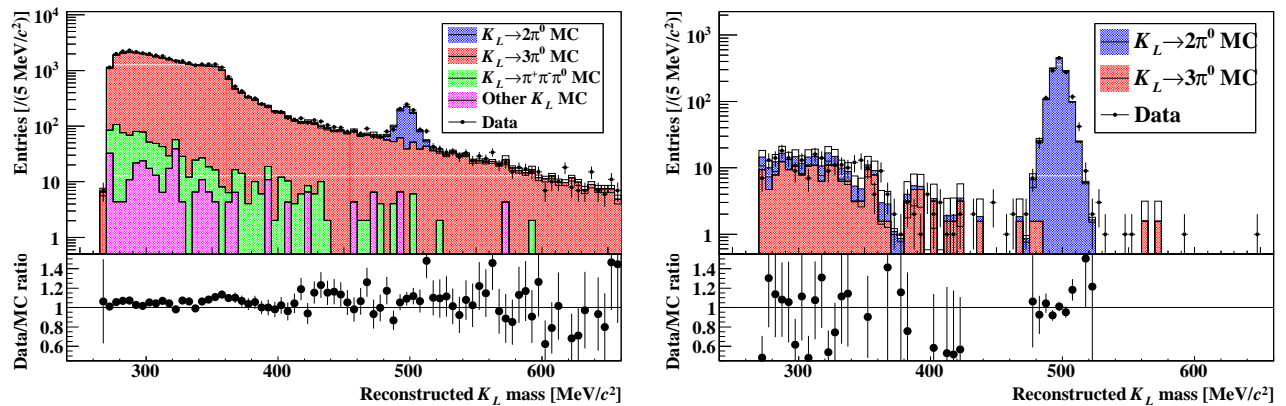 Entries [/(5 MeV/c²)]
10⁴
10³
10²
10
1
K_L→2π⁰ MC
K_L→3π⁰ MC
K_L→π⁺π⁻π⁰ MC
Other K_L MC
Data
Data/MC ratio
1.4
1.2
1
0.8
0.6
300 400 500 600
Reconstructed K_L mass [MeV/c²]
Entries [/(5 MeV/c²)]
10³
10²
10
1
K_L→2π⁰ MC
K_L→3π⁰ MC
Data
Data/MC ratio
1.4
1.2
1
0.8
0.6
300 400 500 600
Reconstructed K_L mass [MeV/c²]